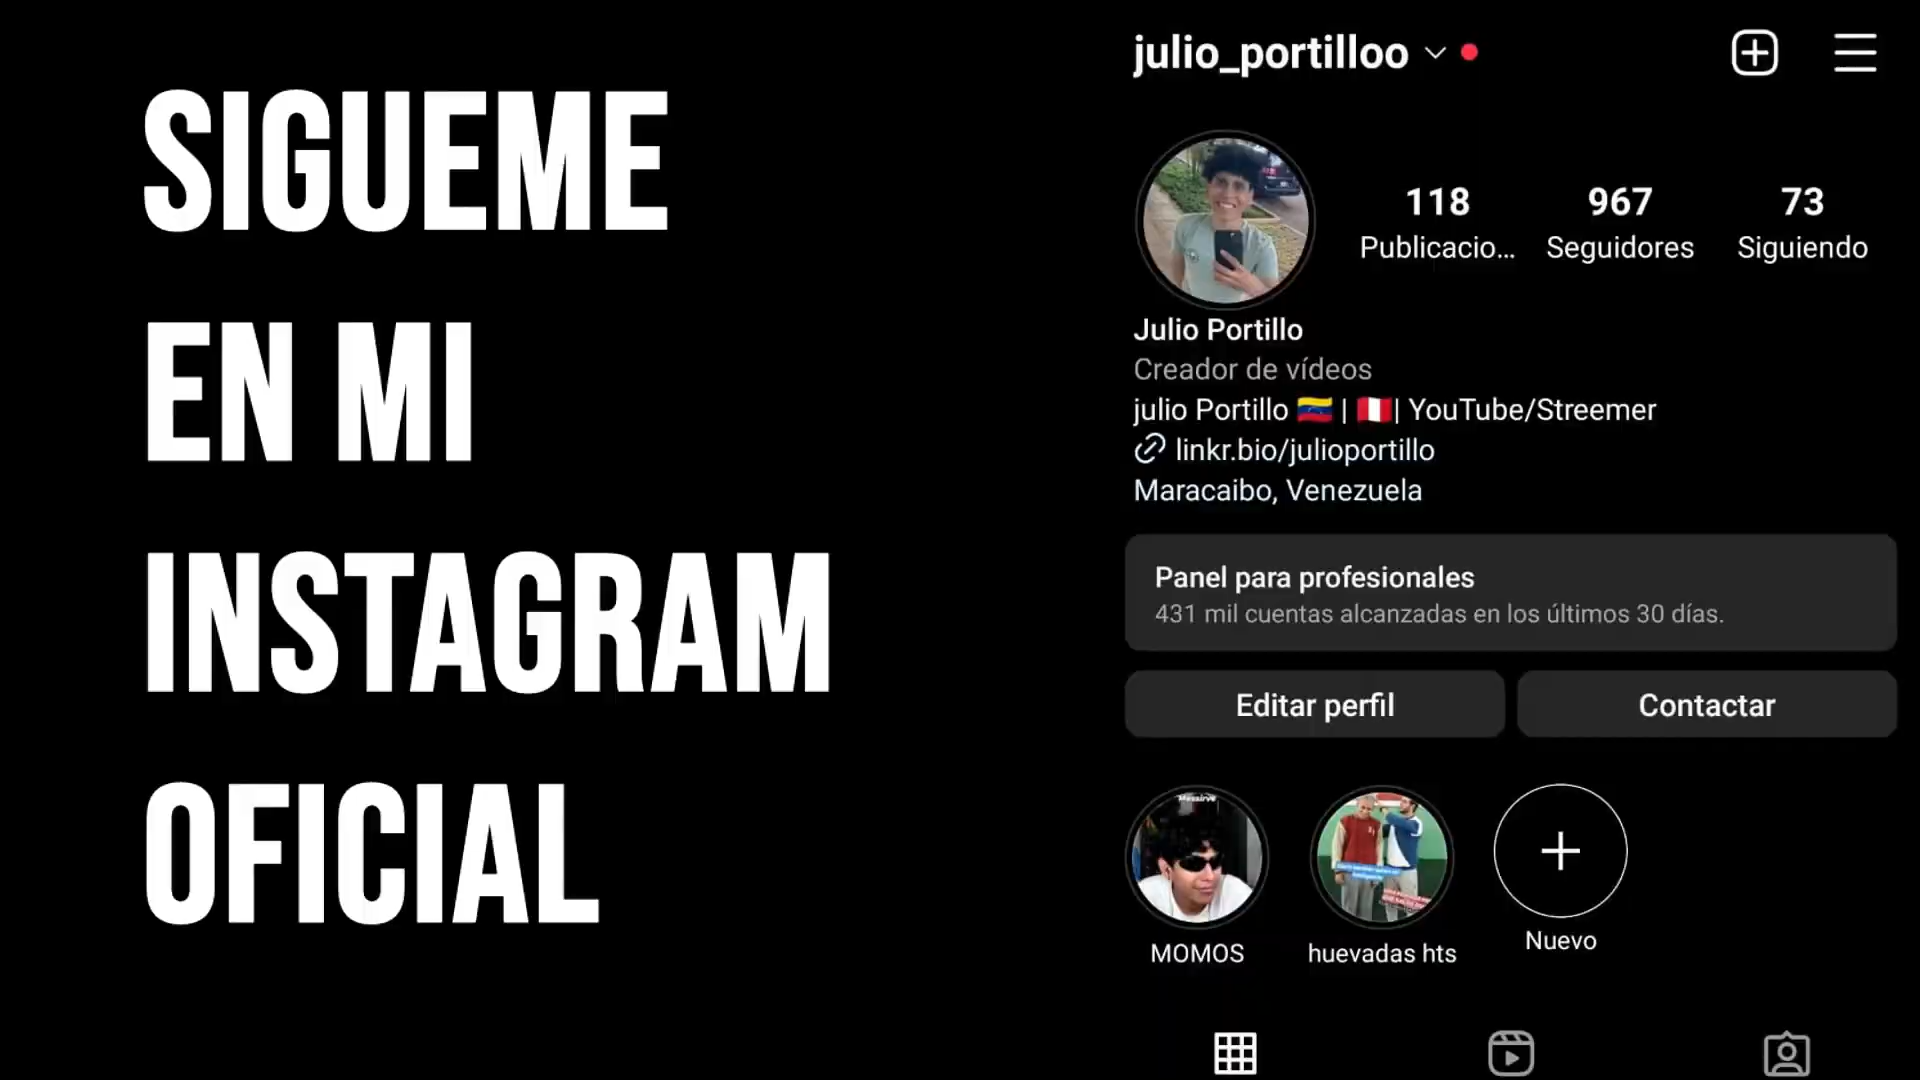 SIGUEME
EN MI
INSTAGRAM
OFICIAL
julio_portilloo
118
Publicacio...
967
Seguidores
73
Siguiendo
Julio Portillo
Creador de vídeos
julio Portillo 🇻🇪 | 🇵🇪| YouTube/Streemer
linkr.bio/julioportillo
Maracaibo, Venezuela
Panel para profesionales
431 mil cuentas alcanzadas en los últimos 30 días.
Editar perfil
Contactar
Messirve
MOMOS
huevadas hts
Nuevo